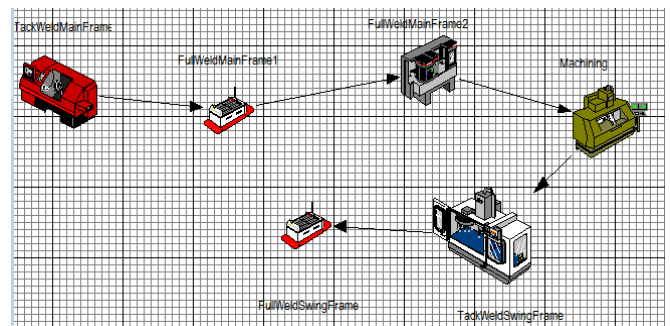 TackWeldMainFrame
FullWeldMainFrame2
FullWeldMainFrame1
Machining
FullWeldSwingFrame
TackWeldSwingFrame